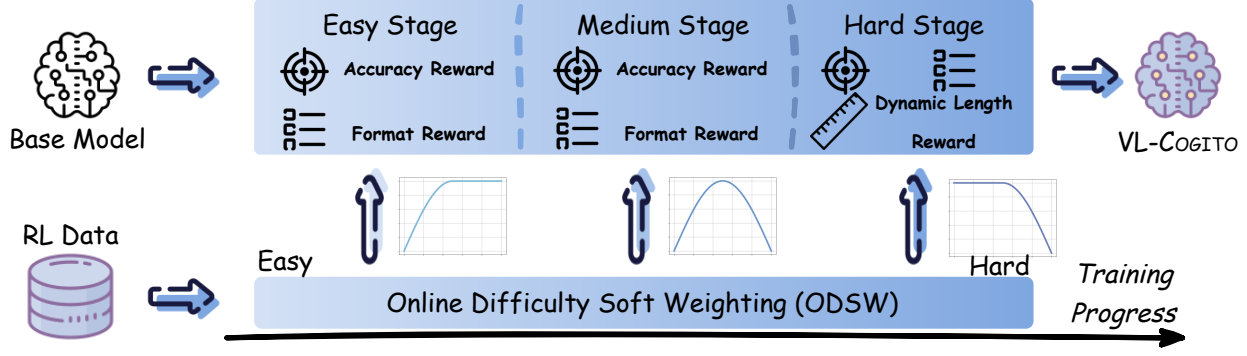 Easy Stage
Medium Stage
Hard Stage
Accuracy Reward
Format Reward
Accuracy Reward
Format Reward
Dynamic Length
Reward
Base Model
VL-COGITO
RL Data
Easy
Hard
Online Difficulty Soft Weighting (ODSW)
Training
Progress